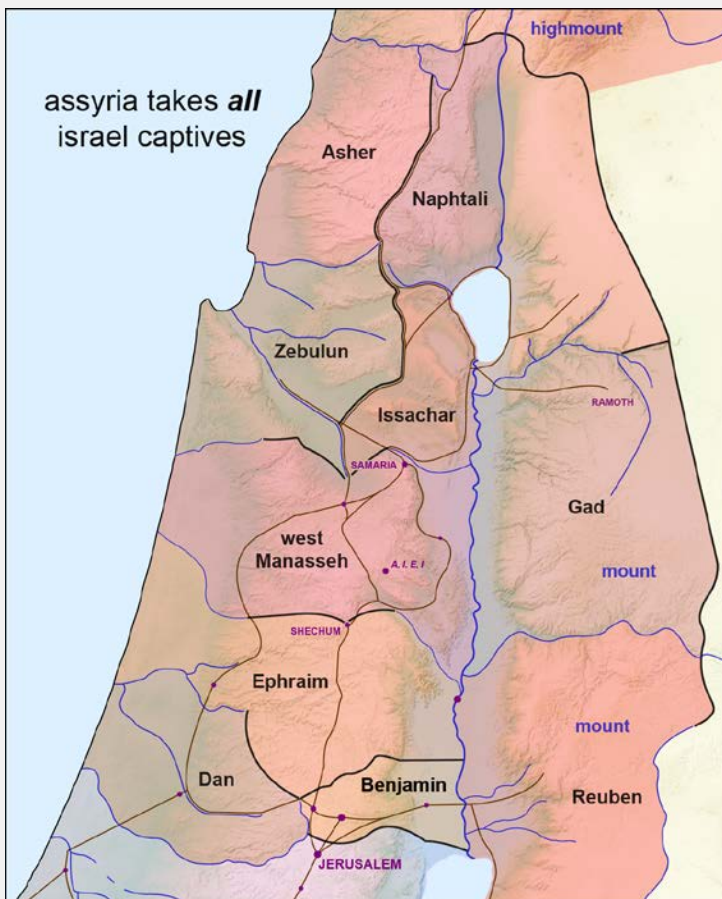 highmount
assyria takes all
israel captives
Asher
Naphtali
Zebulun
Issachar
RAMOTH
SAMARIA
Gad
west
Manasseh
A. I. E. I
mount
SHECHUM
Ephraim
mount
Dan
Benjamin
Reuben
JERUSALEM